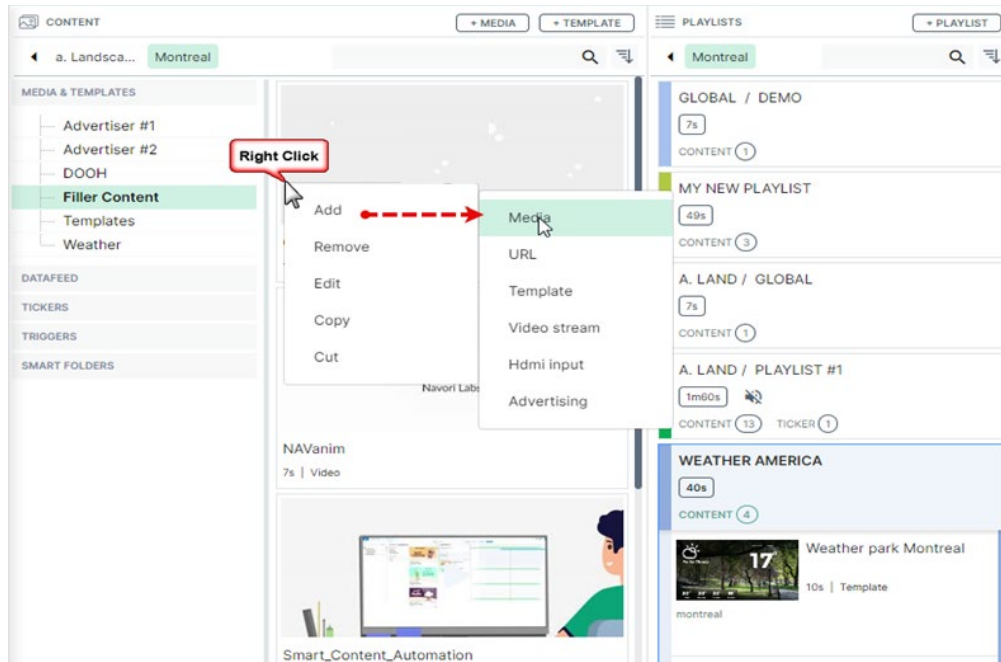 CONTENT
+ MEDIA
+ TEMPLATE
a. Landsca...
Montreal
MEDIA & TEMPLATES
Advertiser #1
Advertiser #2
DOOH
Filler Content
Templates
Weather
DATAFEED
TICKERS
TRIGGERS
SMART FOLDERS
Right Click
Add
Remove
Edit
Copy
Cut
Media
URL
Template
Video stream
Hdmi input
Advertising
Navori Labs
NAVanim
7s | Video
Smart_Content_Automation
PLAYLISTS
+ PLAYLIST
Montreal
GLOBAL / DEMO
7s
CONTENT 1
MY NEW PLAYLIST
49s
CONTENT 3
A. LAND / GLOBAL
7s
CONTENT 1
A. LAND / PLAYLIST #1
1m60s
CONTENT 13 TICKER 1
WEATHER AMERICA
40s
CONTENT 4
17°
Weather park Montreal
10s | Template
montreal